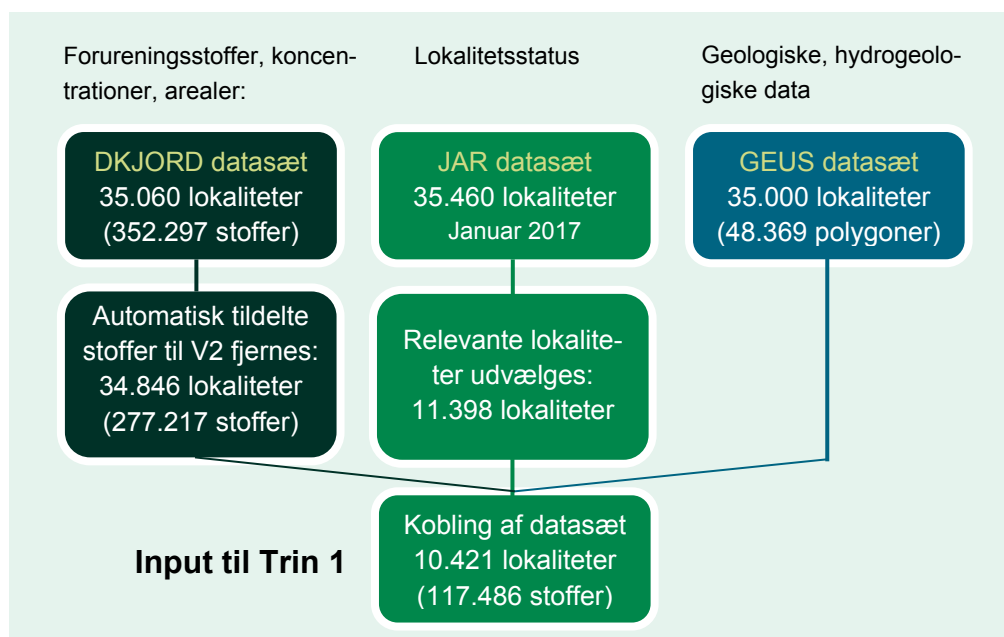 Forureningsstoffer, koncen-
trationer, arealer:
Lokalitetsstatus
Geologiske, hydrogeolo-
giske data
DKJORD datasæt
35.060 lokaliteter
(352.297 stoffer)
JAR datasæt
35.460 lokaliteter
Januar 2017
GEUS datasæt
35.000 lokaliteter
(48.369 polygoner)
Automatisk tildelte
stoffer til V2 fjernes:
34.846 lokaliteter
(277.217 stoffer)
Relevante lokalite-
ter udvælges:
11.398 lokaliteter
Input til Trin 1
Kobling af datasæt
10.421 lokaliteter
(117.486 stoffer)